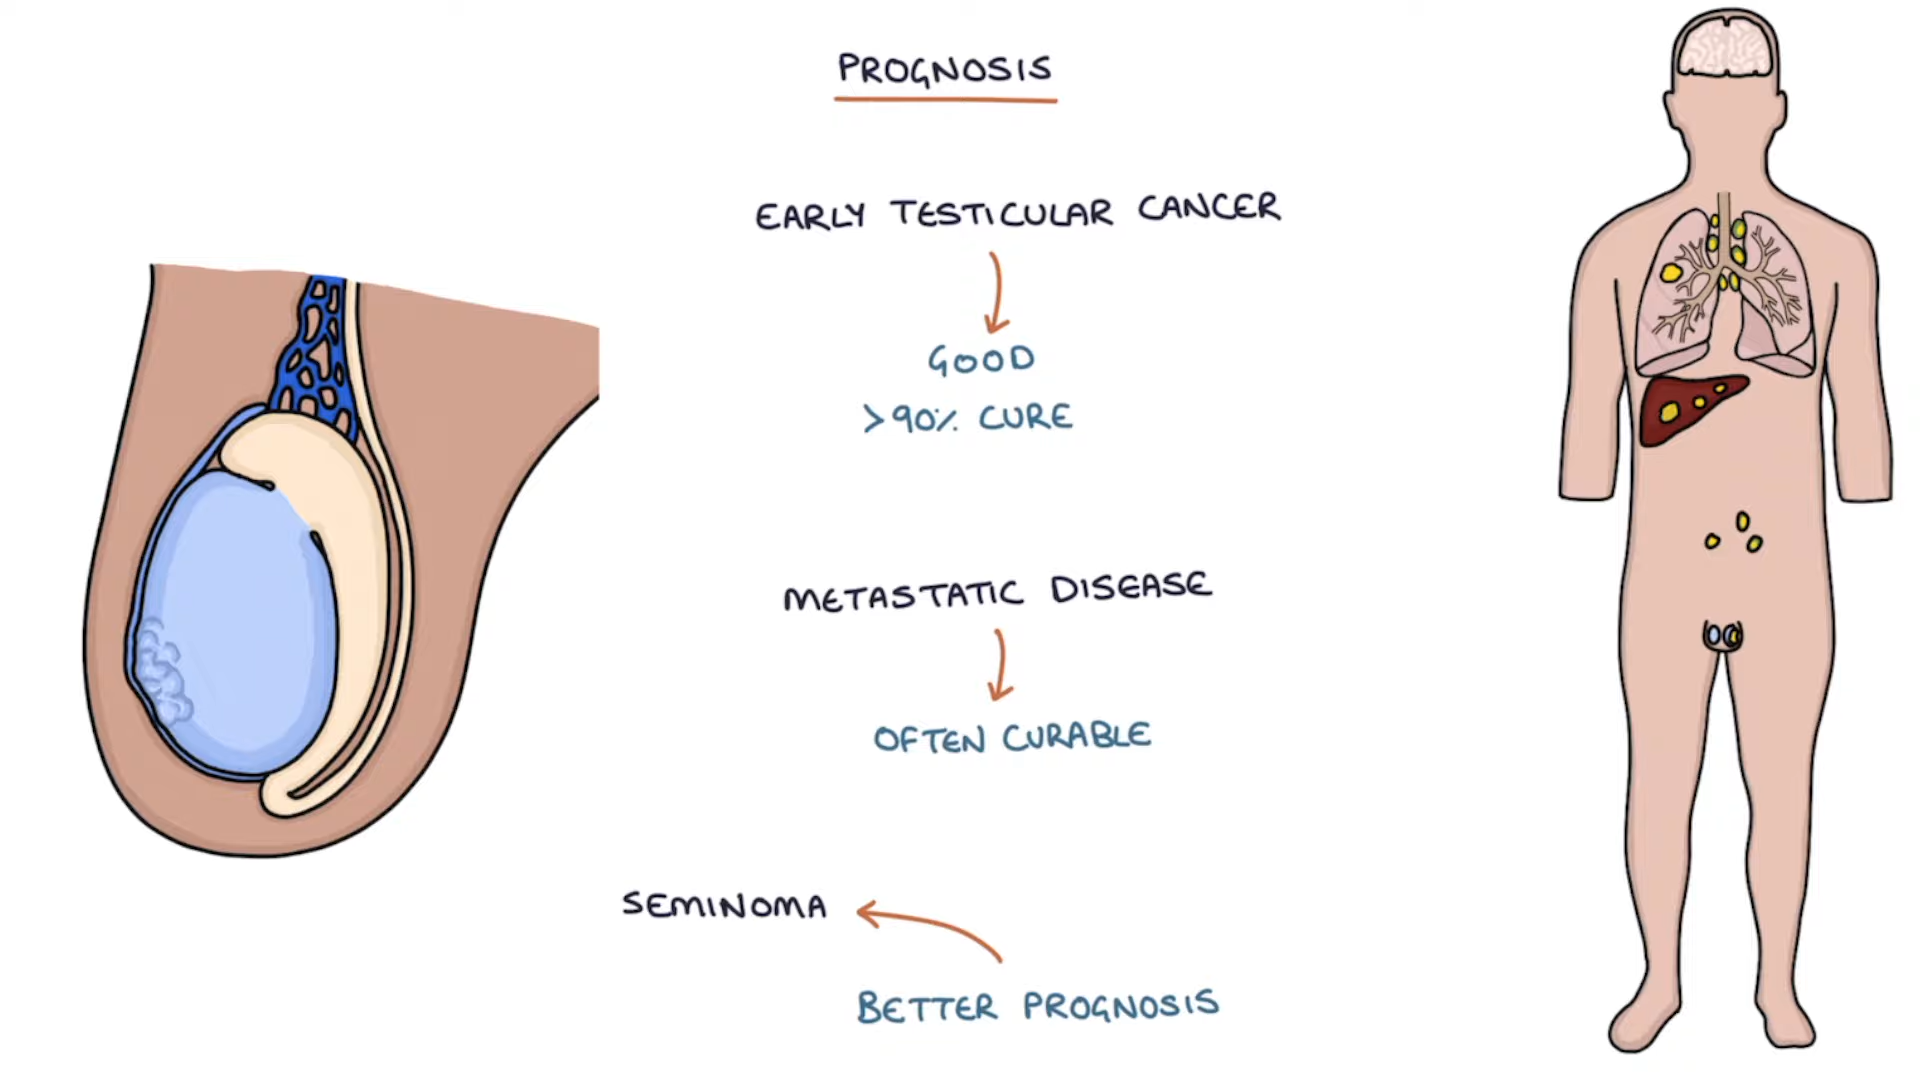 PROGNOSIS
EARLY TESTICULAR CANCER
GOOD
>90% CURE
METASTATIC DISEASE
OFTEN CURABLE
SEMINOMA
BETTER PROGNOSIS